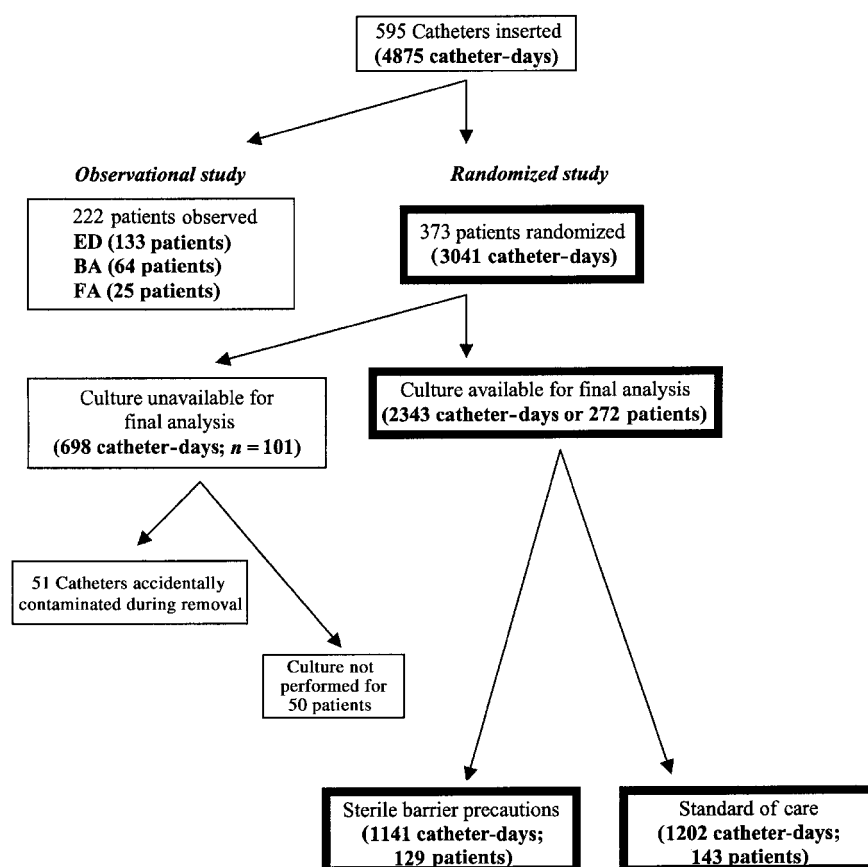 595 Catheters inserted
(4875 catheter-days)
Observational study
Randomized study
222 patients observed
ED (133 patients)
BA (64 patients)
FA (25 patients)
373 patients randomized
(3041 catheter-days)
Culture unavailable for
final analysis
(698 catheter-days; n = 101)
Culture available for final analysis
(2343 catheter-days or 272 patients)
51 Catheters accidentally
contaminated during removal
Culture not
performed for
50 patients
Sterile barrier precautions
(1141 catheter-days;
129 patients)
Standard of care
(1202 catheter-days;
143 patients)